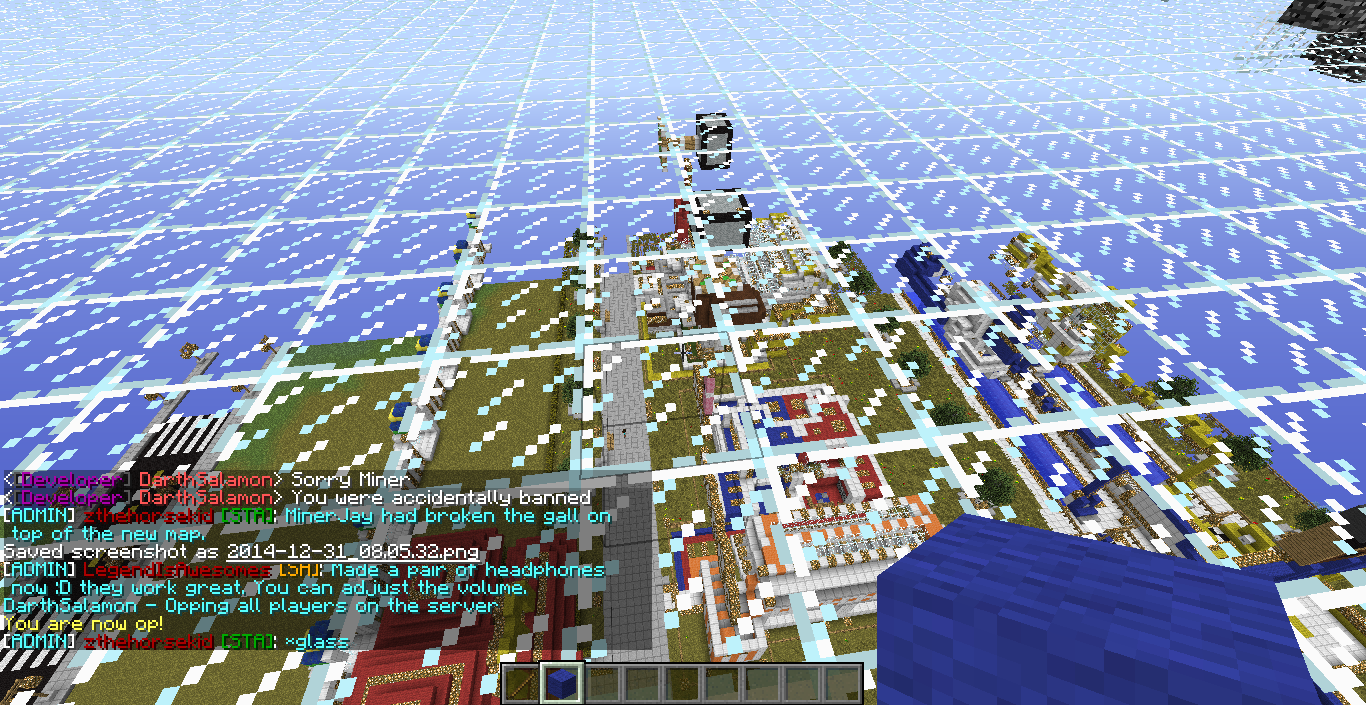 <[Developer] DarthSalamon> Sorry Miner
<[Developer] DarthSalamon> You were accidentally banned
[ADMIN] zthehorsekid [STA]: MinerJay had broken the gall on
top of the new map.
Saved screenshot as 2014-12-31_08.05.32.png
[ADMIN] LegendIsAwesomes [SA]: Made a pair of headphones
now :D they work great. You can adjust the volume.
DarthSalamon - Opping all players on the server
You are now op!
[ADMIN] zthehorsekid [STA]: *glass